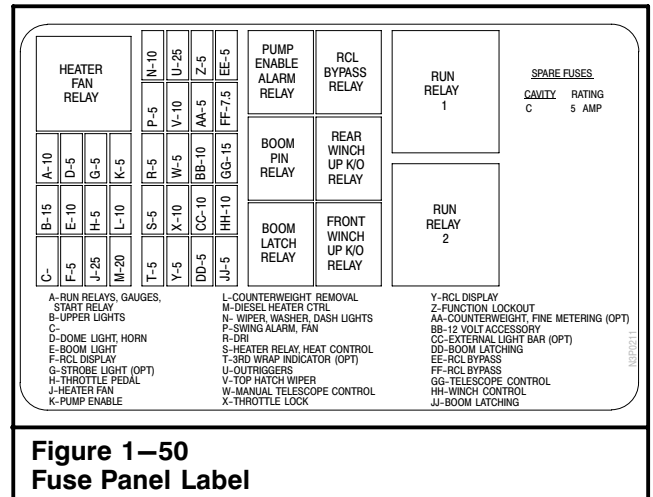 HEATER
FAN
RELAY
N-10
U-25
Z-5
EE-5
P-5
V-10
AA-5
FF-7.5
A-10
D-5
G-5
K-5
R-5
W-5
BB-10
GG-15
B-15
E-10
H-5
L-10
S-5
X-10
CC-10
HH-10
C-
F-5
J-25
M-20
T-5
Y-5
DD-5
JJ-5
PUMP
ENABLE
ALARM
RELAY
RCL
BYPASS
RELAY
BOOM
PIN
RELAY
REAR
WINCH
UP K/O
RELAY
BOOM
LATCH
RELAY
FRONT
WINCH
UP K/O
RELAY
RUN
RELAY
1
RUN
RELAY
2
SPARE FUSES
CAVITY RATING
C 5 AMP
A-RUN RELAYS, GAUGES,
START RELAY
B-UPPER LIGHTS
C-
D-DOME LIGHT, HORN
E-BOOM LIGHT
F-RCL DISPLAY
G-STROBE LIGHT (OPT)
H-THROTTLE PEDAL
J-HEATER FAN
K-PUMP ENABLE
L-COUNTERWEIGHT REMOVAL
M-DIESEL HEATER CTRL
N- WIPER, WASHER, DASH LIGHTS
P-SWING ALARM, FAN
R-DRI
S-HEATER RELAY, HEAT CONTROL
T-3RD WRAP INDICATOR (OPT)
U-OUTRIGGERS
V-TOP HATCH WIPER
W-MANUAL TELESCOPE CONTROL
X-THROTTLE LOCK
Y-RCL DISPLAY
Z-FUNCTION LOCKOUT
AA-COUNTERWEIGHT, FINE METERING (OPT)
BB-12 VOLT ACCESSORY
CC-EXTERNAL LIGHT BAR (OPT)
DD-BOOM LATCHING
EE-RCL BYPASS
FF-RCL BYPASS
GG-TELESCOPE CONTROL
HH-WINCH CONTROL
JJ-BOOM LATCHING
N3P0211
Figure 1-50
Fuse Panel Label